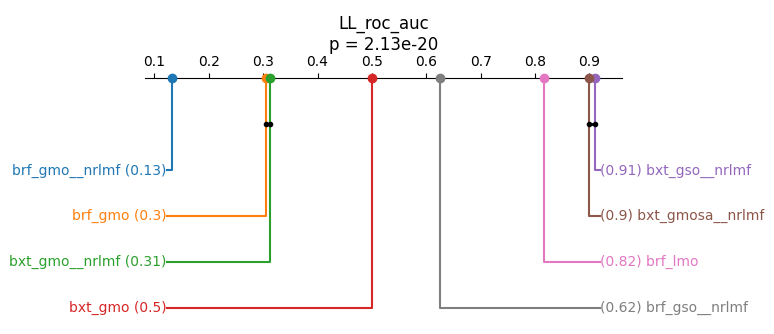 LL_roc_auc
p = 2.13e-20
0.1 0.2 0.3 0.4 0.5 0.6 0.7 0.8 0.9
brf_gmo__nrlmf (0.13)
(0.91) bxt_gso__nrlmf
brf_gmo (0.3)
(0.9) bxt_gmosa__nrlmf
bxt_gmo__nrlmf (0.31)
(0.82) brf_lmo
bxt_gmo (0.5)
(0.62) brf_gso__nrlmf